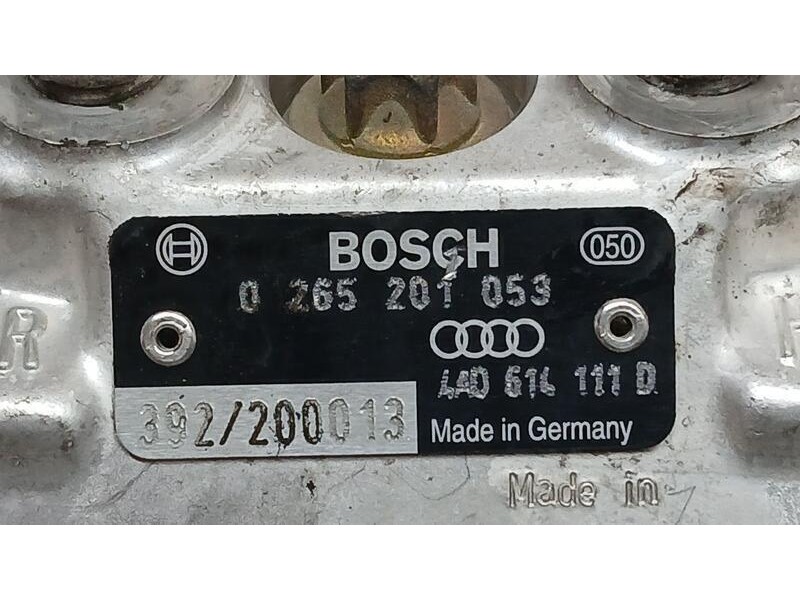 BOSCH
050
0 265 201 053
4A0 614 111 D
392/200013
Made in Germany
R
Made in